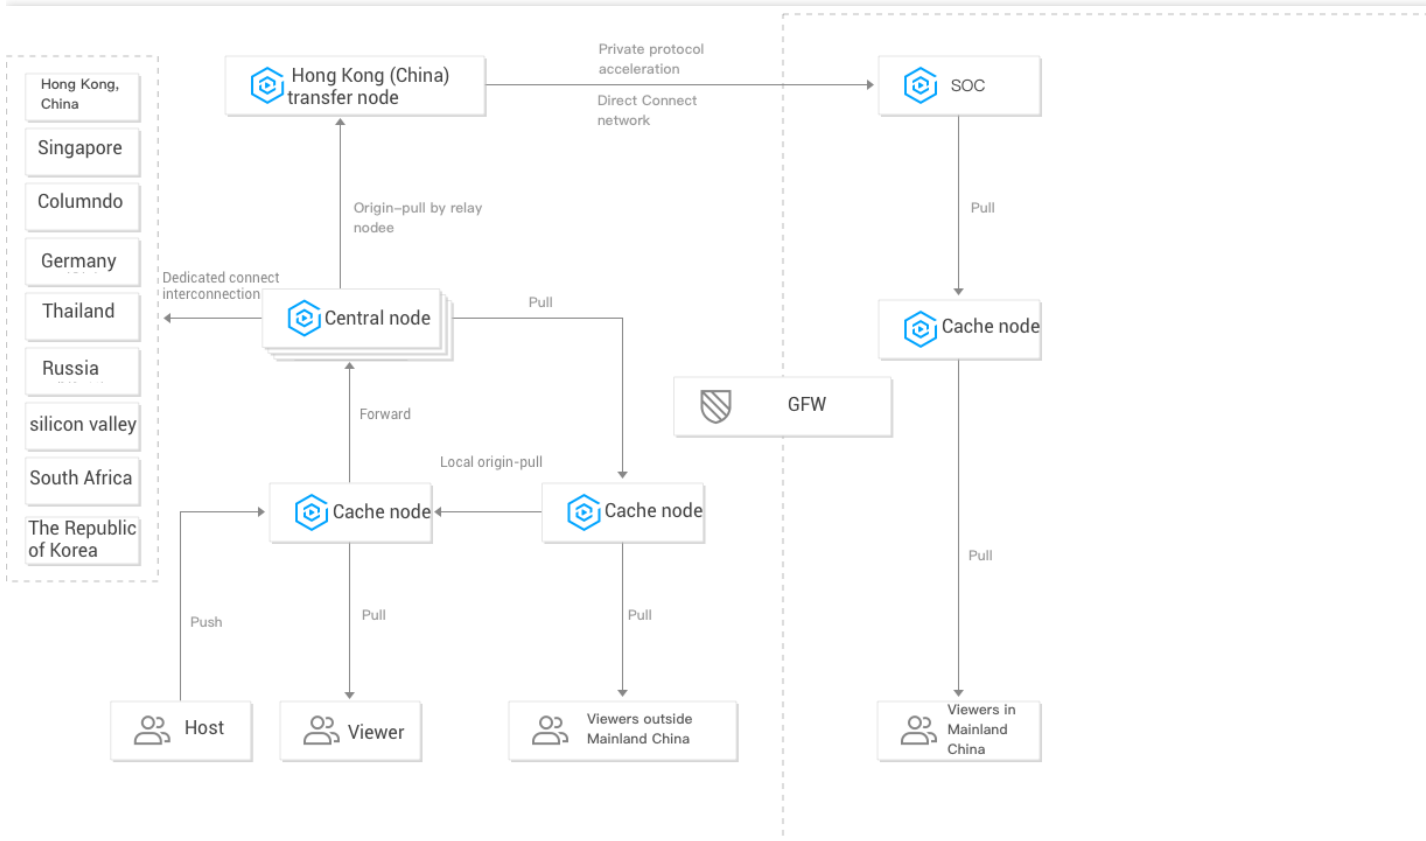 Hong Kong,
China
Singapore
Columndo
Germany
Thailand
Russia
silicon valley
South Africa
The Republic
of Korea
Hong Kong (China)
transfer node
Private protocol
acceleration
Direct Connect
network
SOC
Origin-pull by relay
nodee
Pull
Dedicated connect
interconnection
Central node
Pull
Cache node
GFW
Forward
Local origin-pull
Cache node
Cache node
Pull
Push
Pull
Pull
Host
Viewer
Viewers outside
Mainland China
Viewers in
Mainland
China